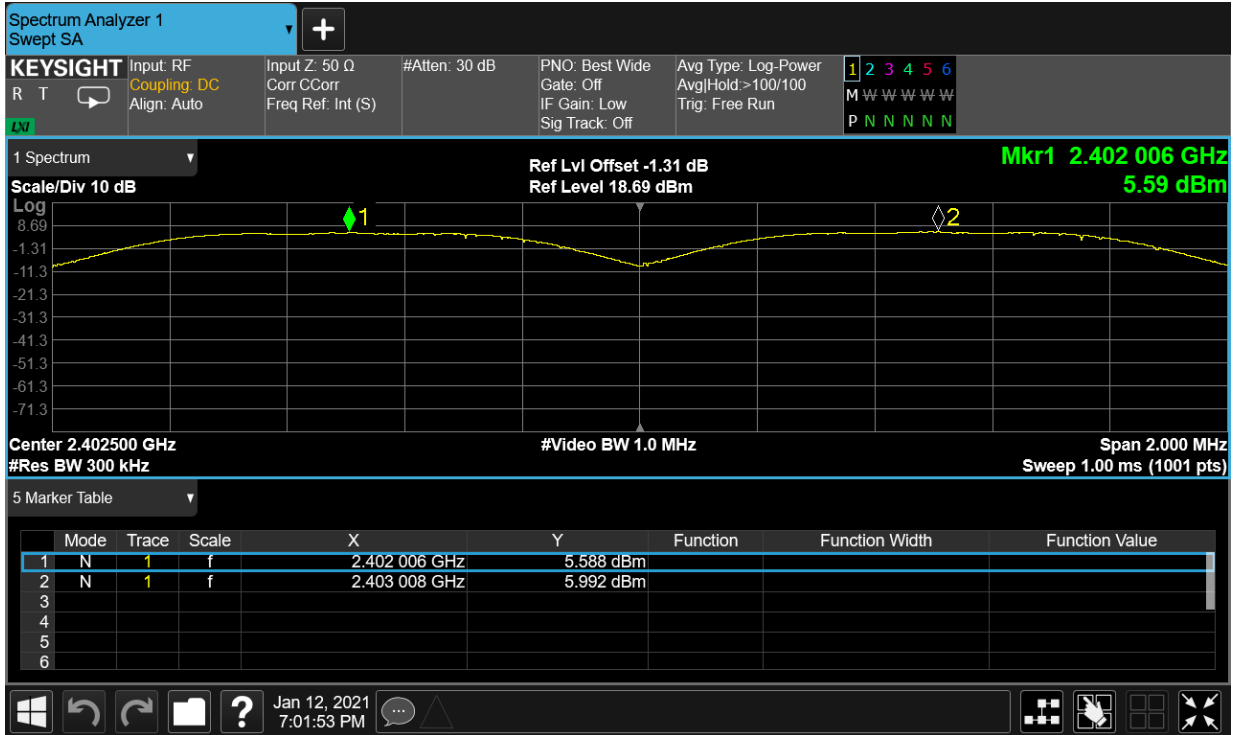 Spectrum Analyzer 1
Swept SA
KEYSIGHT
R T
LXI
Input: RF
Coupling: DC
Align: Auto
Input Z: 50 Ω
Corr CCorr
Freq Ref: Int (S)
#Atten: 30 dB
PNO: Best Wide
Gate: Off
IF Gain: Low
Sig Track: Off
Avg Type: Log-Power
Avg|Hold:>100/100
Trig: Free Run
1 2 3 4 5 6
M W W W W W
P N N N N N
1 Spectrum
Scale/Div 10 dB
Ref Lvl Offset -1.31 dB
Ref Level 18.69 dBm
Mkr1 2.402 006 GHz
5.59 dBm
Log
8.69
-1.31
-11.3
-21.3
-31.3
-41.3
-51.3
-61.3
-71.3
1
2
Center 2.402500 GHz
#Res BW 300 kHz
#Video BW 1.0 MHz
Span 2.000 MHz
Sweep 1.00 ms (1001 pts)
5 Marker Table
Mode Trace Scale X Y Function Function Width Function Value
1 N 1 f 2.402 006 GHz 5.588 dBm
2 N 1 f 2.403 008 GHz 5.992 dBm
3
4
5
6
?
Jan 12, 2021
7:01:53 PM